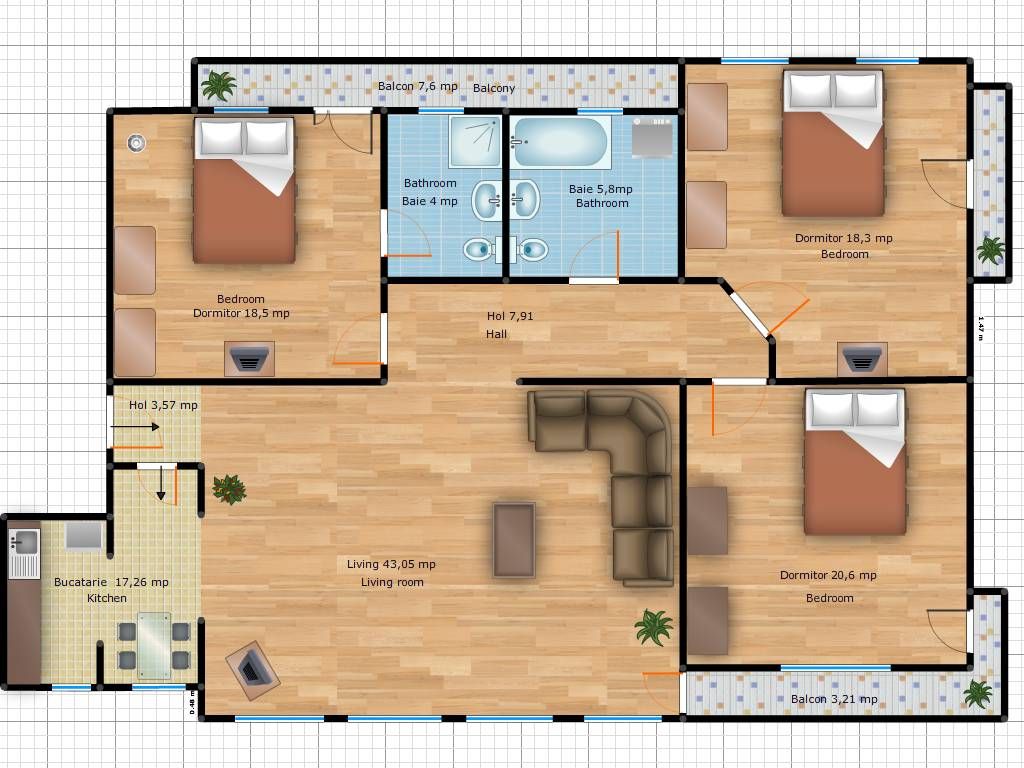 Balcon 7,6 mp Balcony
Bathroom
Baie 4 mp
Baie 5,8mp
Bathroom
Dormitor 18,3 mp
Bedroom
Bedroom
Dormitor 18,5 mp
Hol 7,91
Hall
1.47 m
Hol 3,57 mp
Living 43,05 mp
Living room
Bucatarie 17,26 mp
Kitchen
Dormitor 20,6 mp
Bedroom
0.48 m
Balcon 3,21 mp